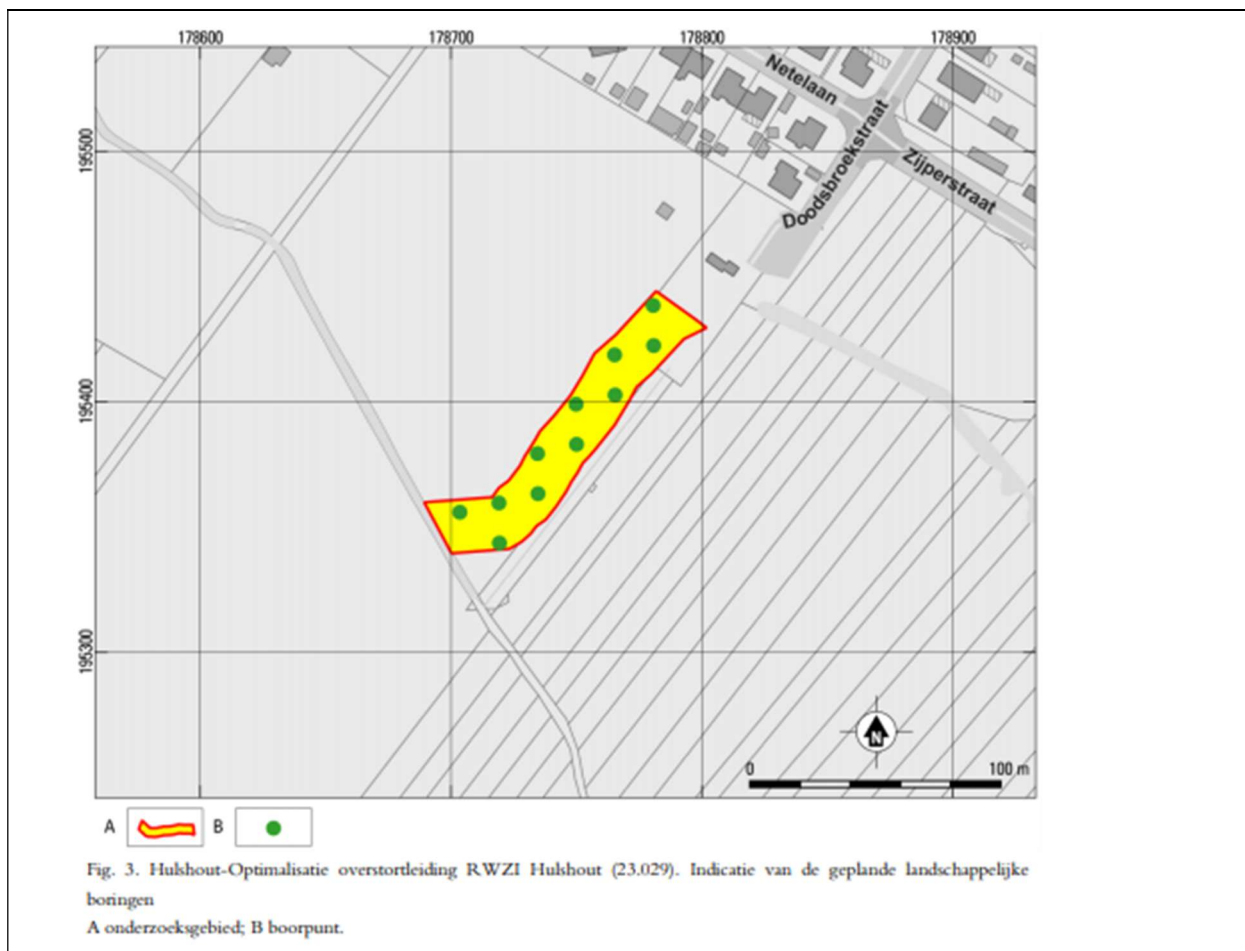 178600 178700 178800 178900
195500
195400
195300
Netelaan
Doodsbroekstraat
Zijperstraat
N
0 100 m
A B
Fig. 3. Hulshout-Optimalisatie overstortleiding RWZI Hulshout (23.029). Indicatie van de geplande landschappelijke
boringen
A onderzoeksgebied; B boorpunt.